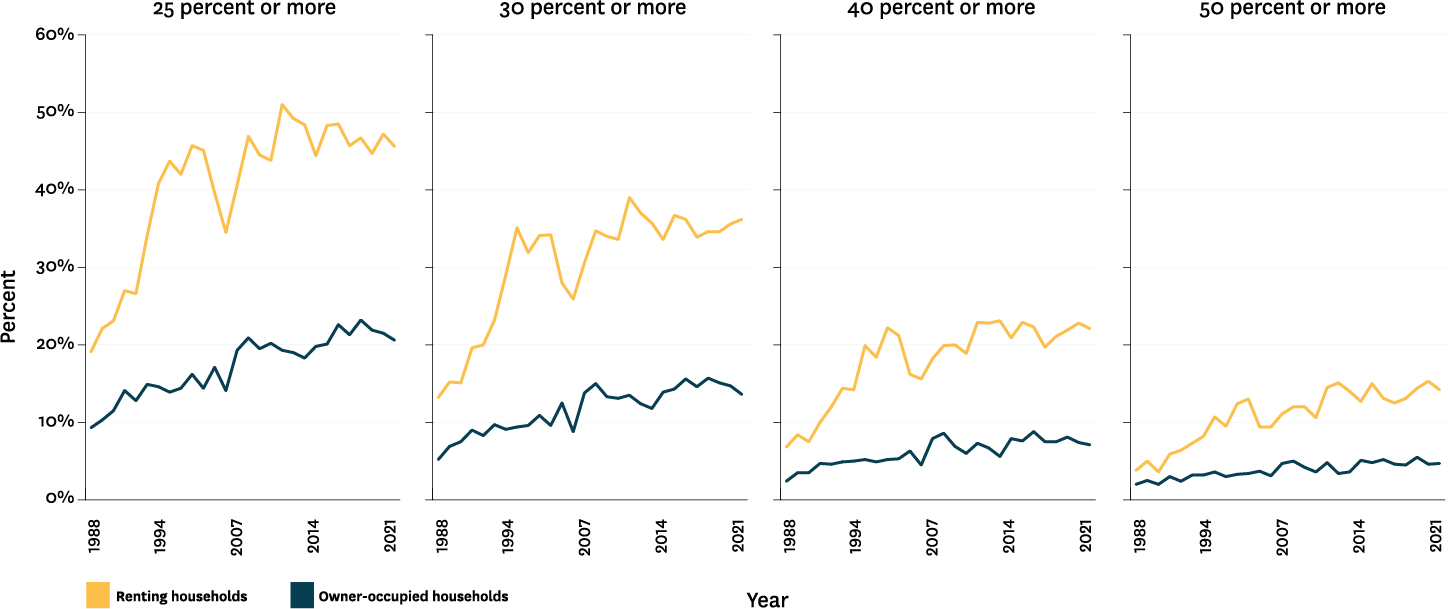 25 percent or more
30 percent or more
40 percent or more
50 percent or more
60%
50%
40%
30%
20%
10%
0%
Percent
1988 1994 2007 2014 2021
1988 1994 2007 2014 2021
1988 1994 2007 2014 2021
1988 1994 2007 2014 2021
Renting households
Owner-occupied households
Year